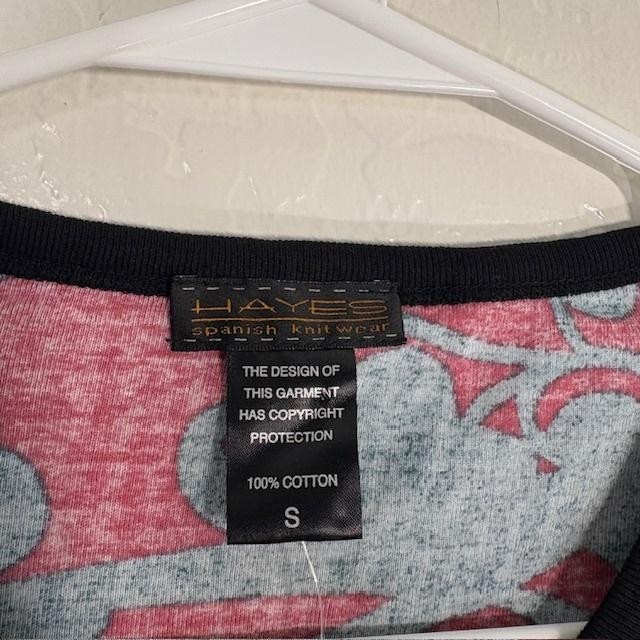 HAYES
spanish knitwear
THE DESIGN OF
THIS GARMENT
HAS COPYRIGHT
PROTECTION
100% COTTON
S